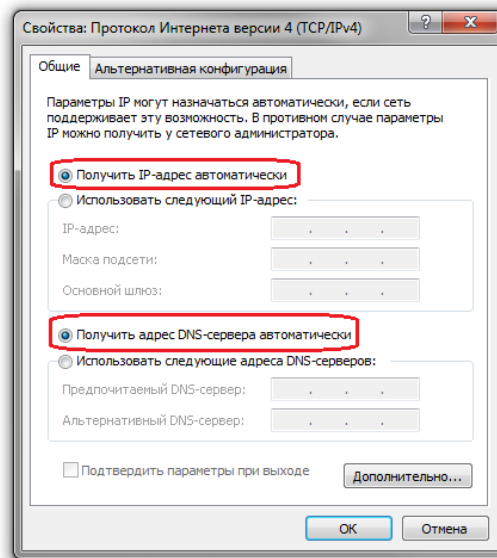 Свойства: Протокол Интернета версии 4 (TCP/IPv4)
Общие
Альтернативная конфигурация
Параметры IP могут назначаться автоматически, если сеть
поддерживает эту возможность. В противном случае параметры
IP можно получить у сетевого администратора.
Получить IP-адрес автоматически
Использовать следующий IP-адрес:
IP-адрес:
Маска подсети:
Основной шлюз:
Получить адрес DNS-сервера автоматически
Использовать следующие адреса DNS-серверов:
Предпочитаемый DNS-сервер:
Альтернативный DNS-сервер:
Подтвердить параметры при выходе
Дополнительно...
ОК
Отмена